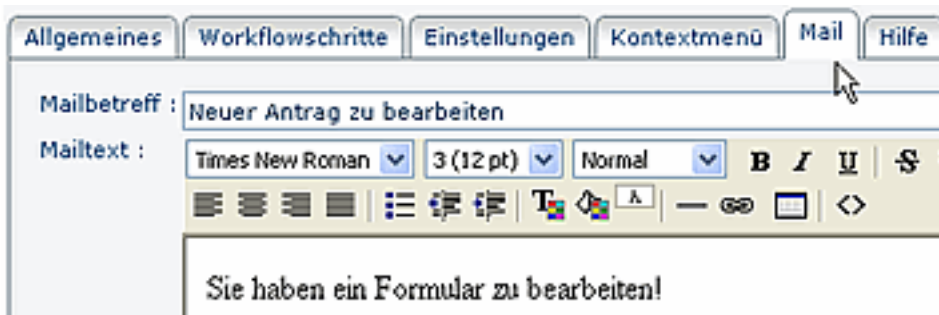 Allgemeines Workflowschritte Einstellungen Kontextmenü Mail Hilfe
Mailbetreff : Neuer Antrag zu bearbeiten
Mailtext : Times New Roman 3 (12 pt) Normal B I U S
Sie haben ein Formular zu bearbeiten!